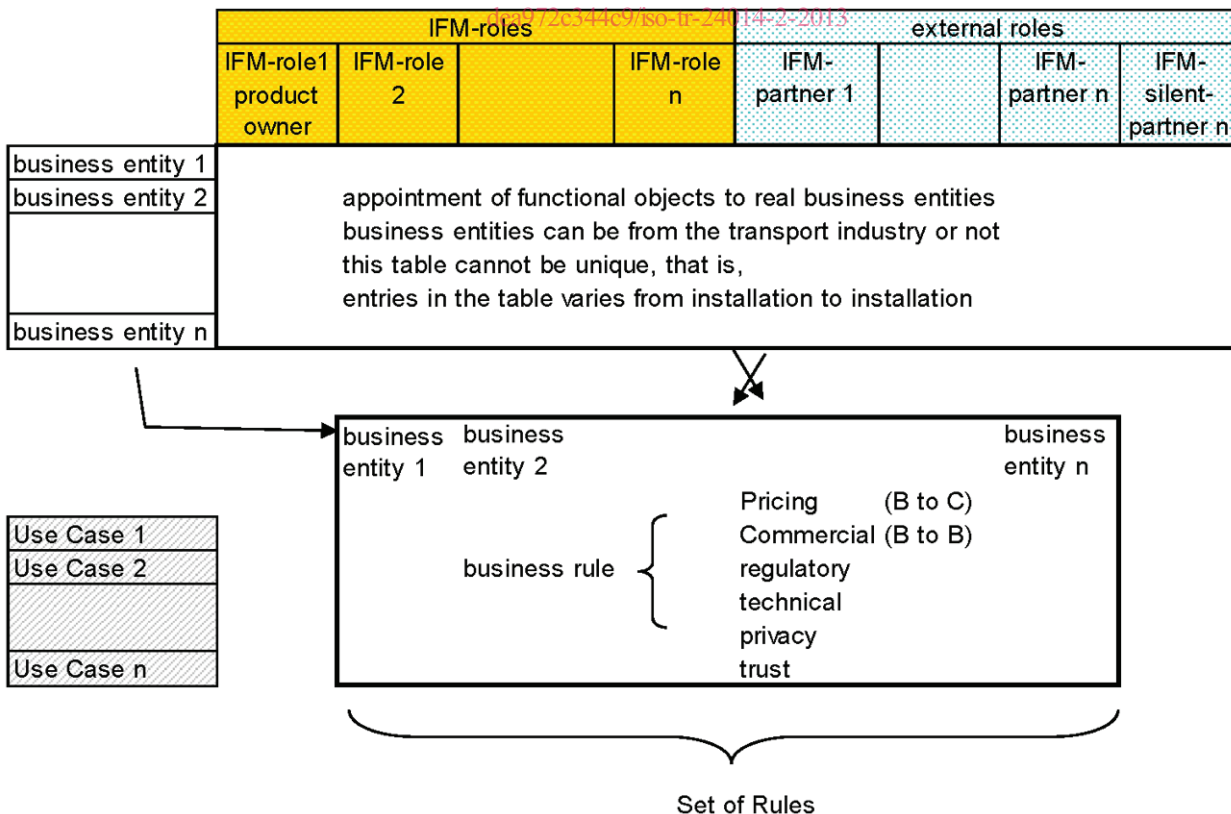 dea972c344c9/iso-tr-24014-2-2013
IFM-roles
external roles
IFM-role1
product
owner
IFM-role
2
IFM-role
n
IFM-
partner 1
IFM-
partner n
IFM-
silent-
partner n
business entity 1
business entity 2
business entity n
appointment of functional objects to real business entities
business entities can be from the transport industry or not
this table cannot be unique, that is,
entries in the table varies from installation to installation
business
entity 1
business
entity 2
business
entity n
Pricing (B to C)
Commercial (B to B)
business rule
regulatory
technical
privacy
trust
Use Case 1
Use Case 2
Use Case n
Set of Rules